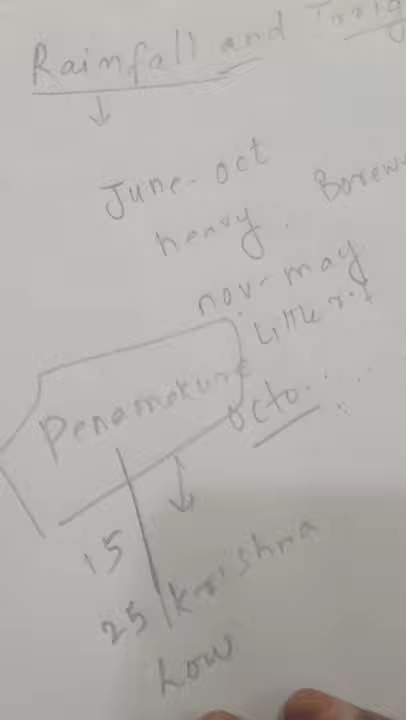 Rainfall and
June-oct
heavy.
nov-may
Little
Penamakuru
octo.....
15
25 Krishna
Low